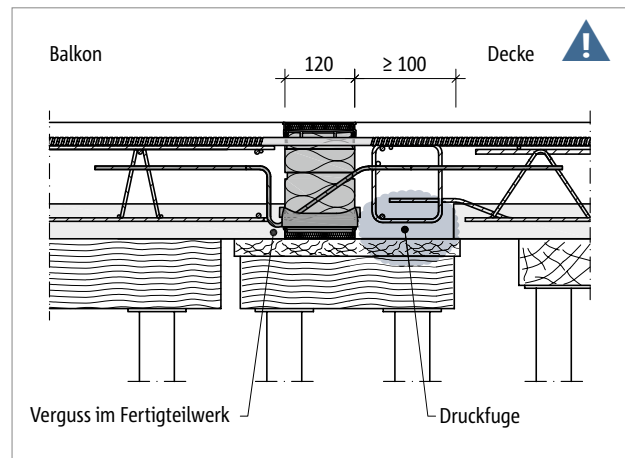 Balkon
Decke
120
≥ 100
Verguss im Fertigteilwerk
Druckfuge